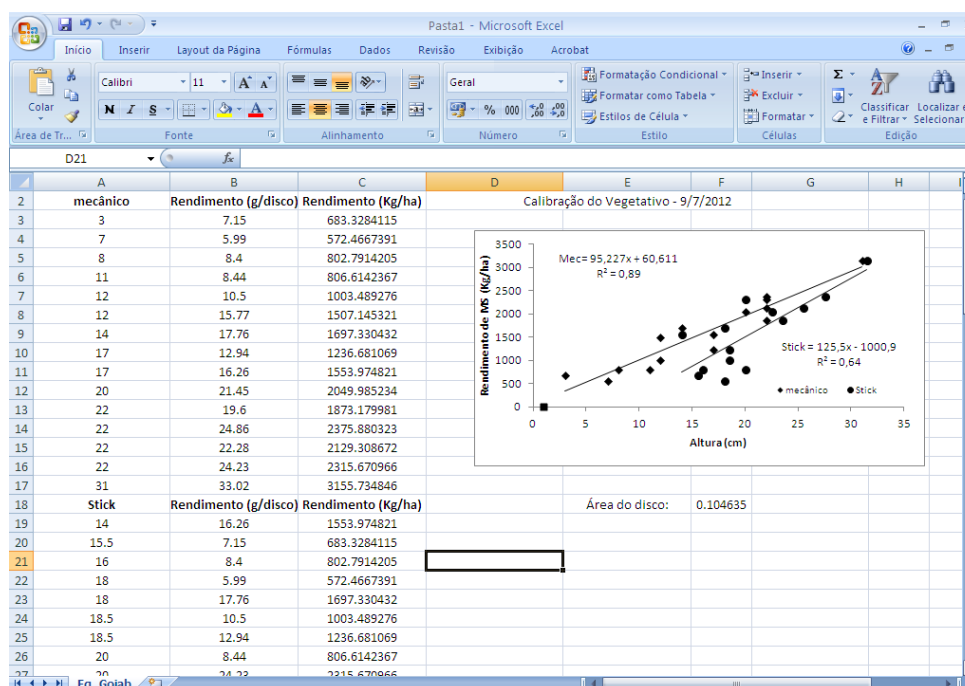 Pasta1 - Microsoft Excel
Início Inserir Layout da Página Fórmulas Dados Revisão Exibição Acrobat
Colar
Calibri 11
N I S
Geral
% 000
Formatação Condicional
Formatar como Tabela
Estilos de Célula
Inserir
Excluir
Formatar
Classificar e Filtrar
Localizar e Selecionar
Área de Tr... Fonte Alinhamento Número Estilo Células Edição
D21 fx
A B C D E F G H I
2 mecânico Rendimento (g/disco) Rendimento (Kg/ha) Calibração do Vegetativo - 9/7/2012
3 3 7.15 683.3284115
4 7 5.99 572.4667391
5 8 8.4 802.7914205
6 11 8.44 806.6142367
7 12 10.5 1003.489276
8 12 15.77 1507.145321
9 14 17.76 1697.330432
10 17 12.94 1236.681069
11 17 16.26 1553.974821
12 20 21.45 2049.985234
13 22 19.6 1873.179981
14 22 24.86 2375.880323
15 22 22.28 2129.308672
16 22 24.23 2315.670966
17 31 33.02 3155.734846
18 Stick Rendimento (g/disco) Rendimento (Kg/ha) Área do disco: 0.104635
19 14 16.26 1553.974821
20 15.5 7.15 683.3284115
21 16 8.4 802.7914205
22 18 5.99 572.4667391
23 18 17.76 1697.330432
24 18.5 10.5 1003.489276
25 18.5 12.94 1236.681069
26 20 8.44 806.6142367
27 20 24.23 2315.670966
Rendimento de MS (Kg/ha)
3500
3000
2500
2000
1500
1000
500
0
Mec= 95,227x + 60,611
R² = 0,89
Stick = 125,5x - 1000,9
R² = 0,64
mecânico Stick
0 5 10 15 20 25 30 35
Altura (cm)
Eq_Goiab